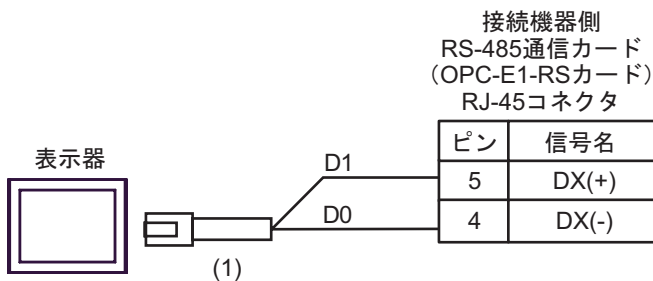 接続機器側
RS-485通信カード
（OPC-E1-RSカード）
RJ-45コネクタ
ピン 信号名
表示器
D1
5 DX(+)
D0
4 DX(-)
(1)